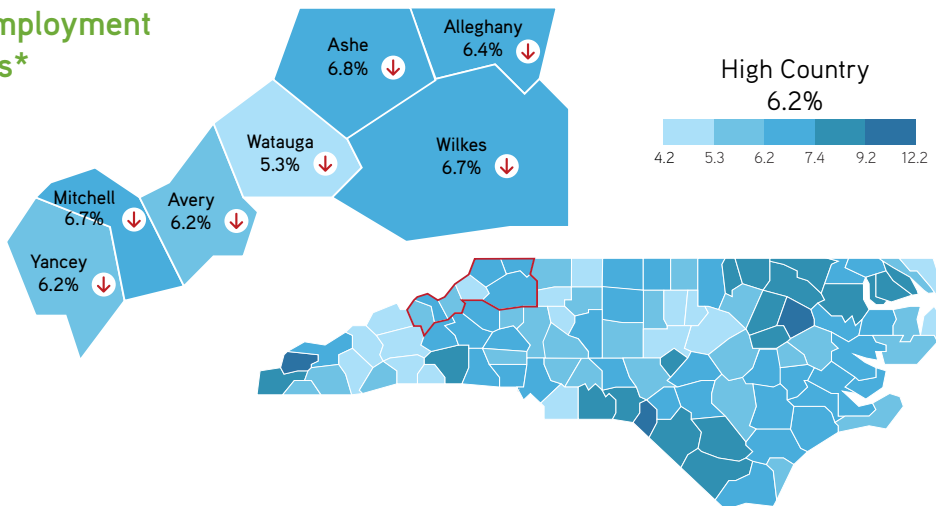 mployment
s*
Ashe
6.8%
Alleghany
6.4%
High Country
6.2%
4.2 5.3 6.2 7.4 9.2 12.2
Watauga
5.3%
Wilkes
6.7%
Mitchell
6.7%
Avery
6.2%
Yancey
6.2%